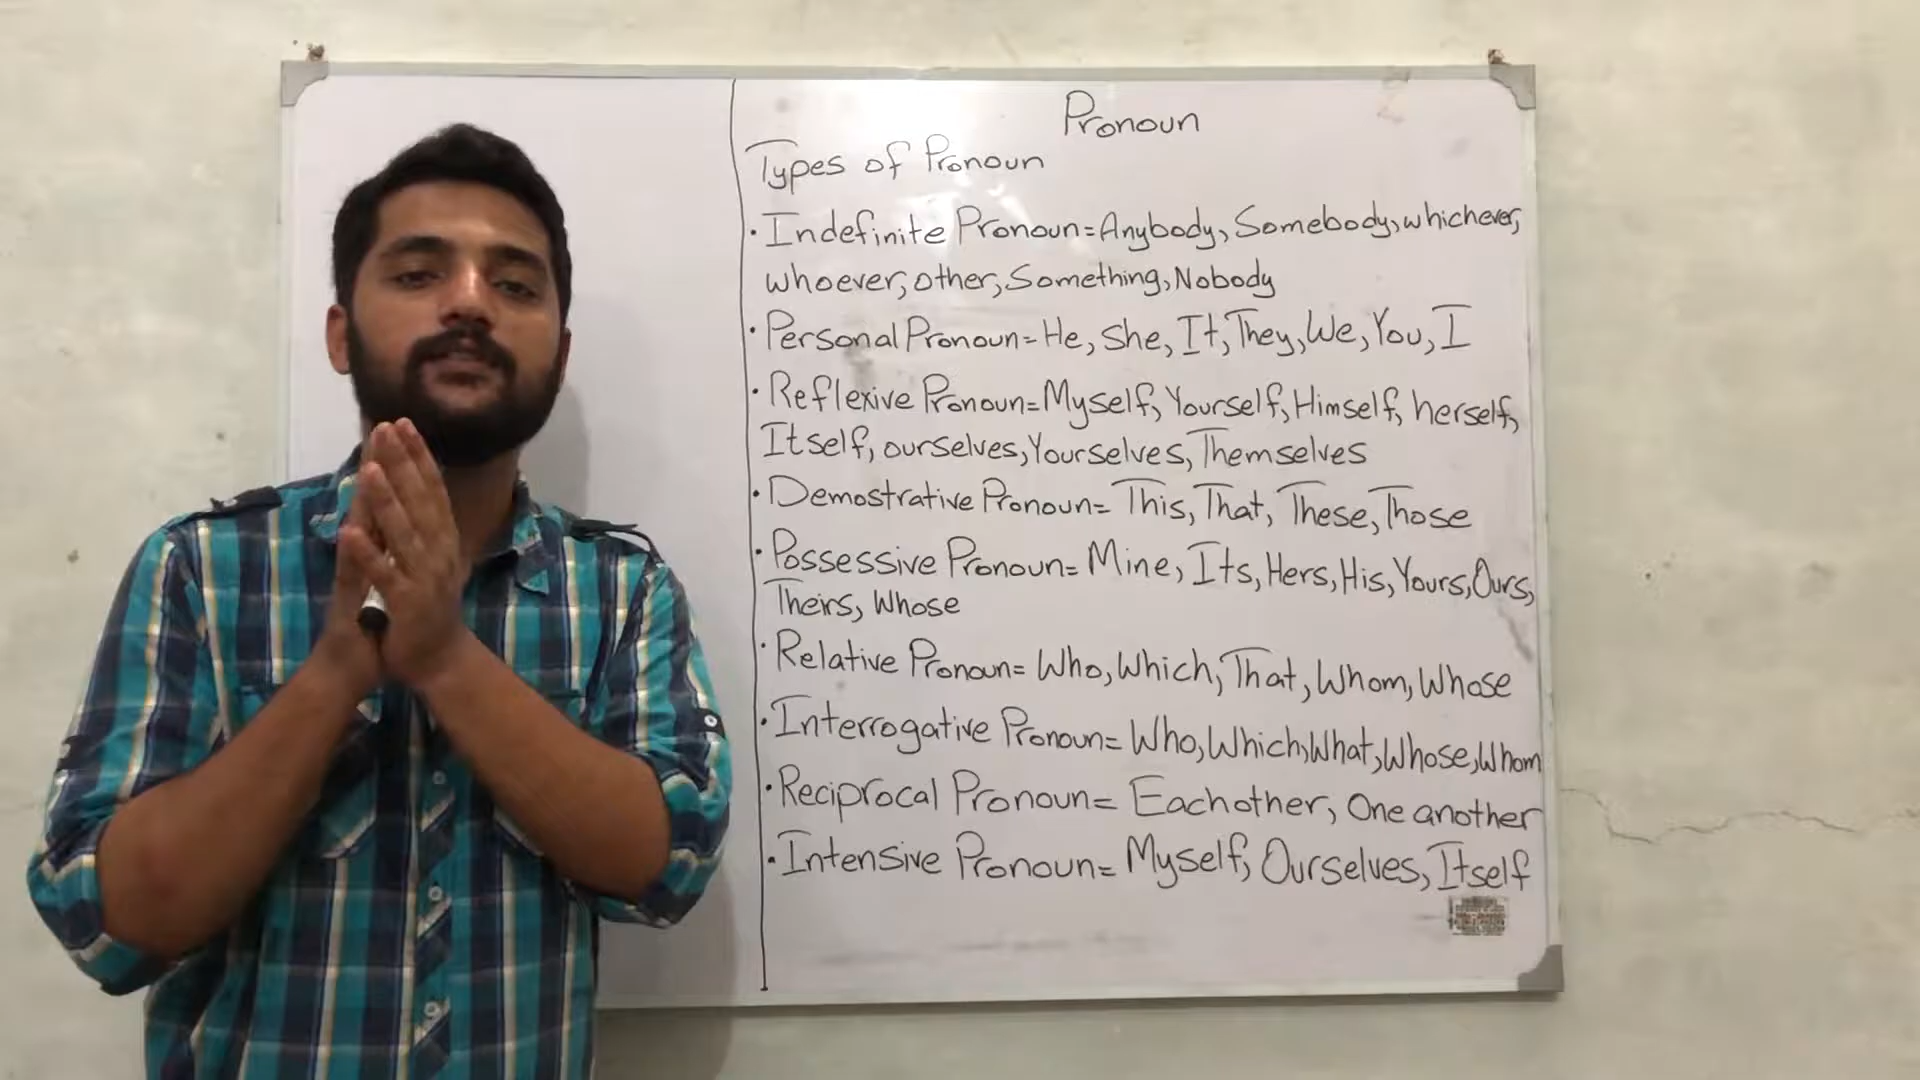 Pronoun
Types of Pronoun
• Indefinite Pronoun = Anybody, Somebody, whichever,
whoever, other, Something, Nobody
• Personal Pronoun = He, She, It, They, We, You, I
• Reflexive Pronoun = Myself, Yourself, Himself, herself,
Itself, ourselves, Yourselves, Themselves
• Demostrative Pronoun = This, That, These, Those
• Possessive Pronoun = Mine, Its, Hers, His, Yours, Ours,
Theirs, Whose
• Relative Pronoun = Who, Which, That, Whom, Whose
• Interrogative Pronoun = Who, Which, What, Whose, Whom
• Reciprocal Pronoun = Each other, One another
• Intensive Pronoun = Myself, Ourselves, Itself